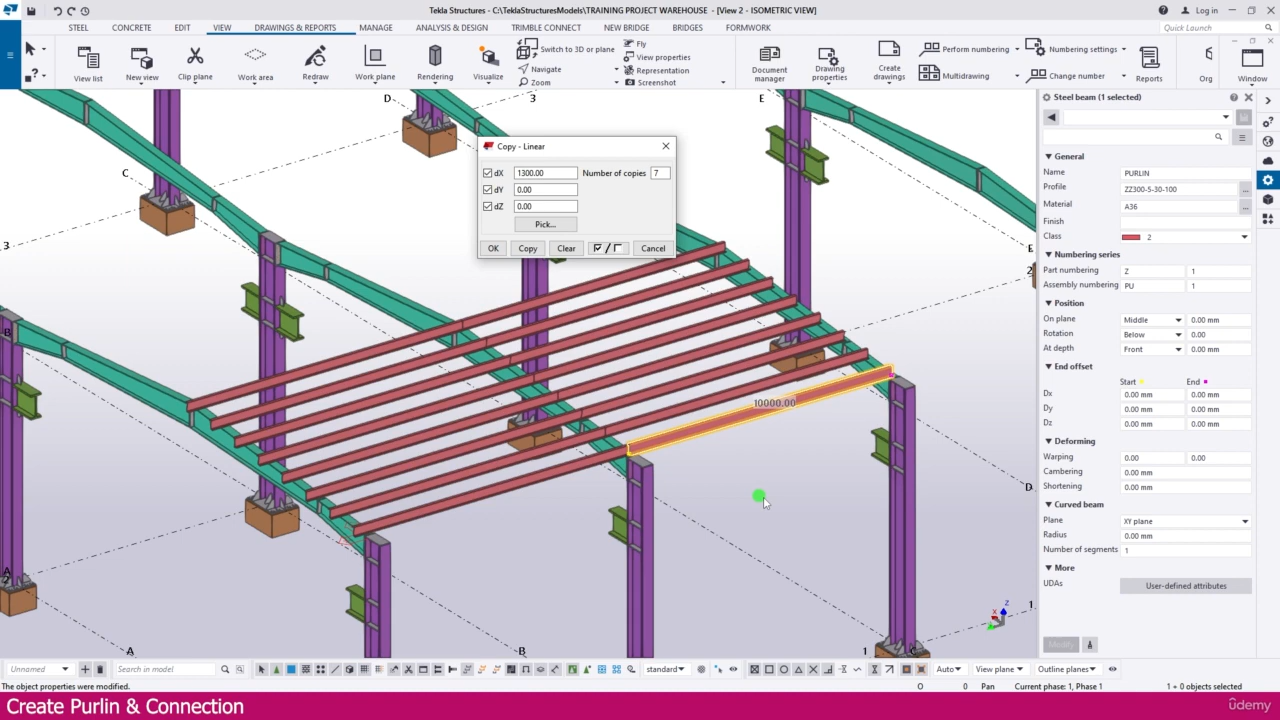 Tekla Structures - C:\TeklaStructuresModels\TRAINING PROJECT WAREHOUSE - [View 2 - ISOMETRIC VIEW]
Log in
STEEL CONCRETE EDIT VIEW DRAWINGS & REPORTS MANAGE ANALYSIS & DESIGN TRIMBLE CONNECT NEW BRIDGE BRIDGES FORMWORK
Quick Launch
View list
New view
Clip plane
Work area
Redraw
Work plane
Rendering
Visualize
Switch to 3D or plane
Navigate
Zoom
Fly
View properties
Representation
Screenshot
Document manager
Drawing properties
Create drawings
Perform numbering
Multidrawing
Numbering settings
Change number
Reports
Org
Window
Copy - Linear
dX 1300.00 Number of copies 7
dY 0.00
dZ 0.00
Pick...
OK Copy Clear / Cancel
D
3
E
C
3
2
E
B
10000.00
D
A
2
1
A
B
1
C
Z
X
Steel beam (1 selected)
General
Name PURLIN
Profile ZZ300-5-30-100 ...
Material A36 ...
Finish
Class 2
Numbering series
Part numbering Z 1
Assembly numbering PU 1
Position
On plane Middle 0.00 mm
Rotation Below 0.00
At depth Front 0.00 mm
End offset
Start End
Dx 0.00 mm 0.00 mm
Dy 0.00 mm 0.00 mm
Dz 0.00 mm 0.00 mm
Deforming
Warping 0.00 0.00
Cambering 0.00 mm
Shortening 0.00 mm
Curved beam
Plane XY plane
Radius 0.00 mm
Number of segments 1
More
UDAs User-defined attributes
Modify
Unnamed
Search in model
standard
Auto
View plane
Outline planes
The object properties were modified.
O 0 Pan Current phase: 1, Phase 1 1 + 0 objects selected
Create Purlin & Connection
ûdemy